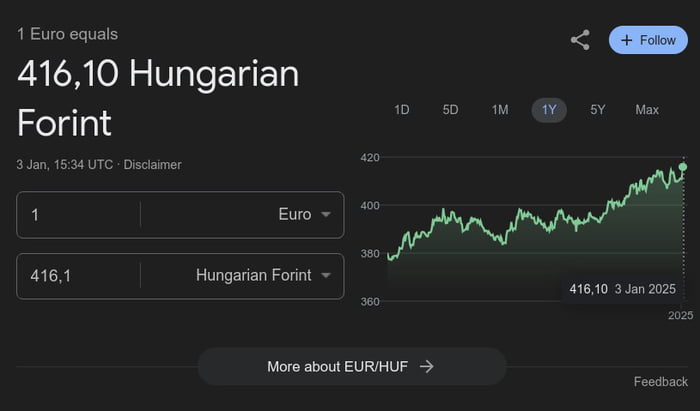 1 Euro equals
416,10 Hungarian
Forint
3 Jan, 15:34 UTC · Disclaimer
1 Euro
416,1 Hungarian Forint
+ Follow
1D 5D 1M 1Y 5Y Max
420
400
380
360
416,10 3 Jan 2025
2025
More about EUR/HUF →
Feedback